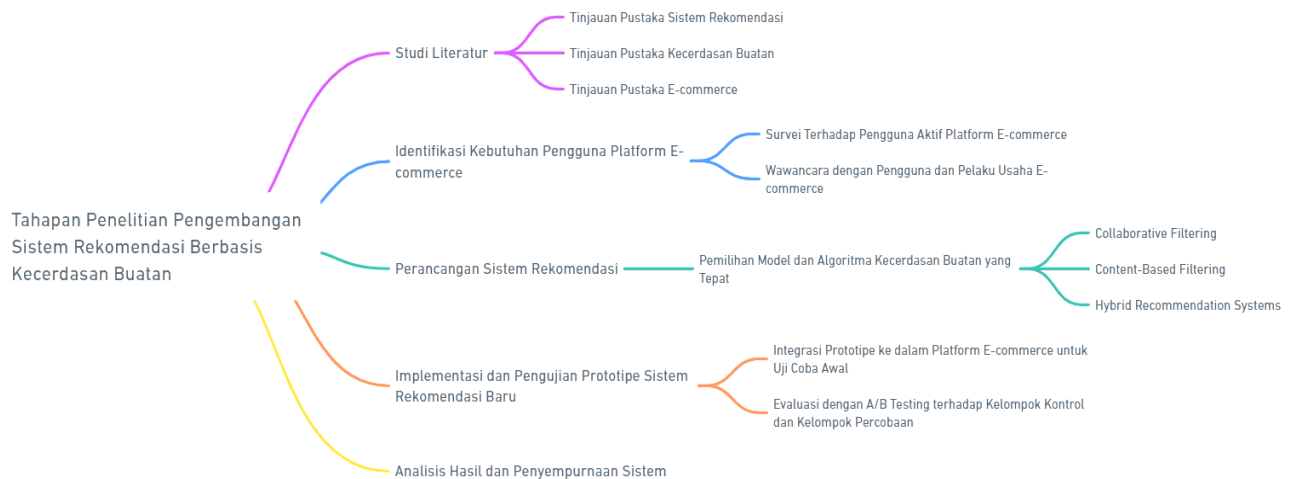 Tahapan Penelitian Pengembangan
Sistem Rekomendasi Berbasis
Kecerdasan Buatan
Studi Literatur
Tinjauan Pustaka Sistem Rekomendasi
Tinjauan Pustaka Kecerdasan Buatan
Tinjauan Pustaka E-commerce
Identifikasi Kebutuhan Pengguna Platform E-
commerce
Survei Terhadap Pengguna Aktif Platform E-commerce
Wawancara dengan Pengguna dan Pelaku Usaha E-
commerce
Perancangan Sistem Rekomendasi
Pemilihan Model dan Algoritma Kecerdasan Buatan yang
Tepat
Collaborative Filtering
Content-Based Filtering
Hybrid Recommendation Systems
Implementasi dan Pengujian Prototipe Sistem
Rekomendasi Baru
Integrasi Prototipe ke dalam Platform E-commerce untuk
Uji Coba Awal
Evaluasi dengan A/B Testing terhadap Kelompok Kontrol
dan Kelompok Percobaan
Analisis Hasil dan Penyempurnaan Sistem